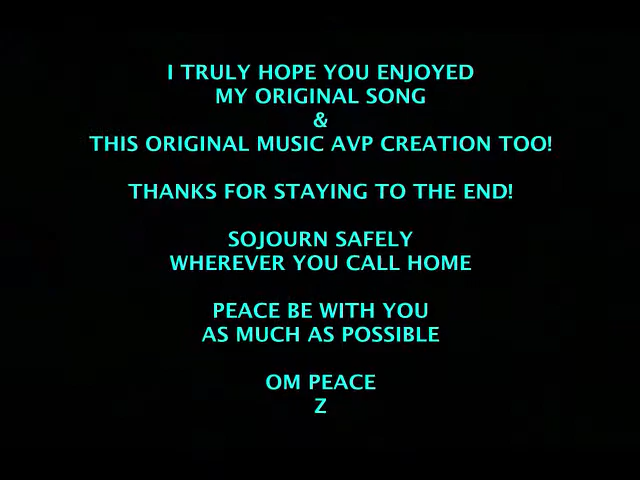 I TRULY HOPE YOU ENJOYED
MY ORIGINAL SONG
&
THIS ORIGINAL MUSIC AVP CREATION TOO!
THANKS FOR STAYING TO THE END!
SOJOURN SAFELY
WHEREVER YOU CALL HOME
PEACE BE WITH YOU
AS MUCH AS POSSIBLE
OM PEACE
Z